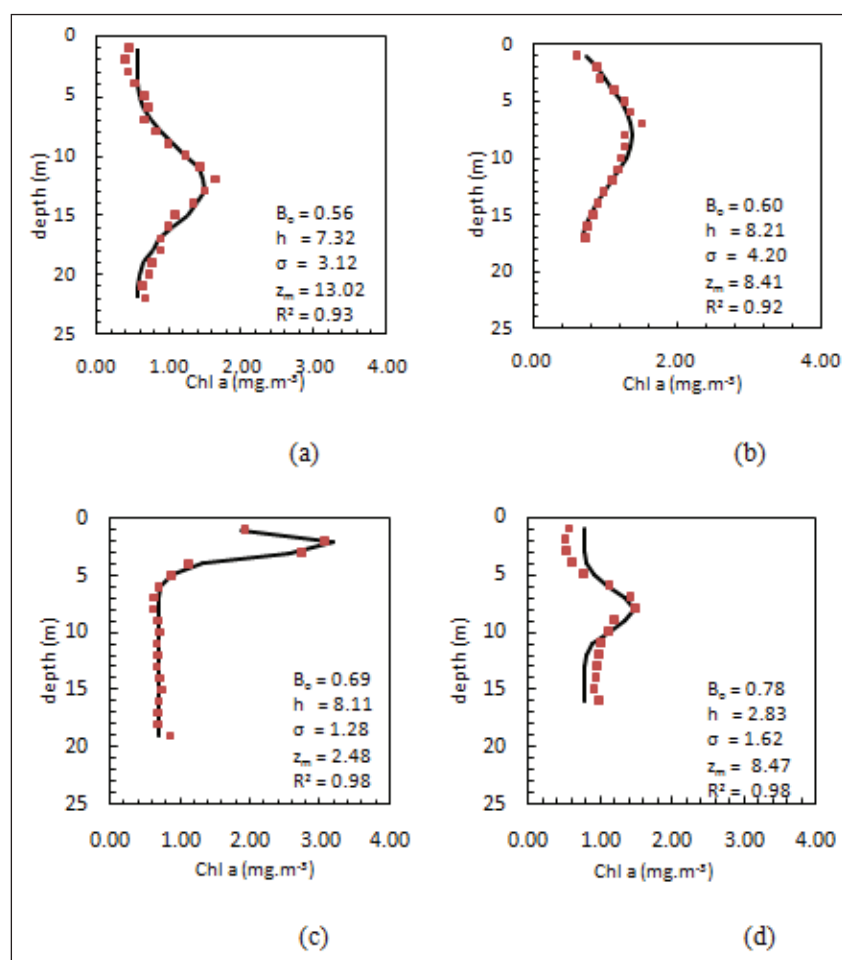 0
5
10
15
20
25
depth (m)
B₀ = 0.56
h = 7.32
σ = 3.12
zₘ = 13.02
R² = 0.93
0.00 1.00 2.00 3.00 4.00
Chl a (mg.m⁻³)
(a)
0
5
10
15
20
25
depth (m)
B₀ = 0.60
h = 8.21
σ = 4.20
zₘ = 8.41
R² = 0.92
0.00 2.00 4.00
Chl a (mg.m⁻³)
(b)
0
5
10
15
20
25
depth (m)
B₀ = 0.69
h = 8.11
σ = 1.28
zₘ = 2.48
R² = 0.98
0.00 1.00 2.00 3.00 4.00
Chl a (mg.m⁻³)
(c)
0
5
10
15
20
25
depth (m)
B₀ = 0.78
h = 2.83
σ = 1.62
zₘ = 8.47
R² = 0.98
0.00 1.00 2.00 3.00 4.00
Chl a (mg.m⁻³)
(d)